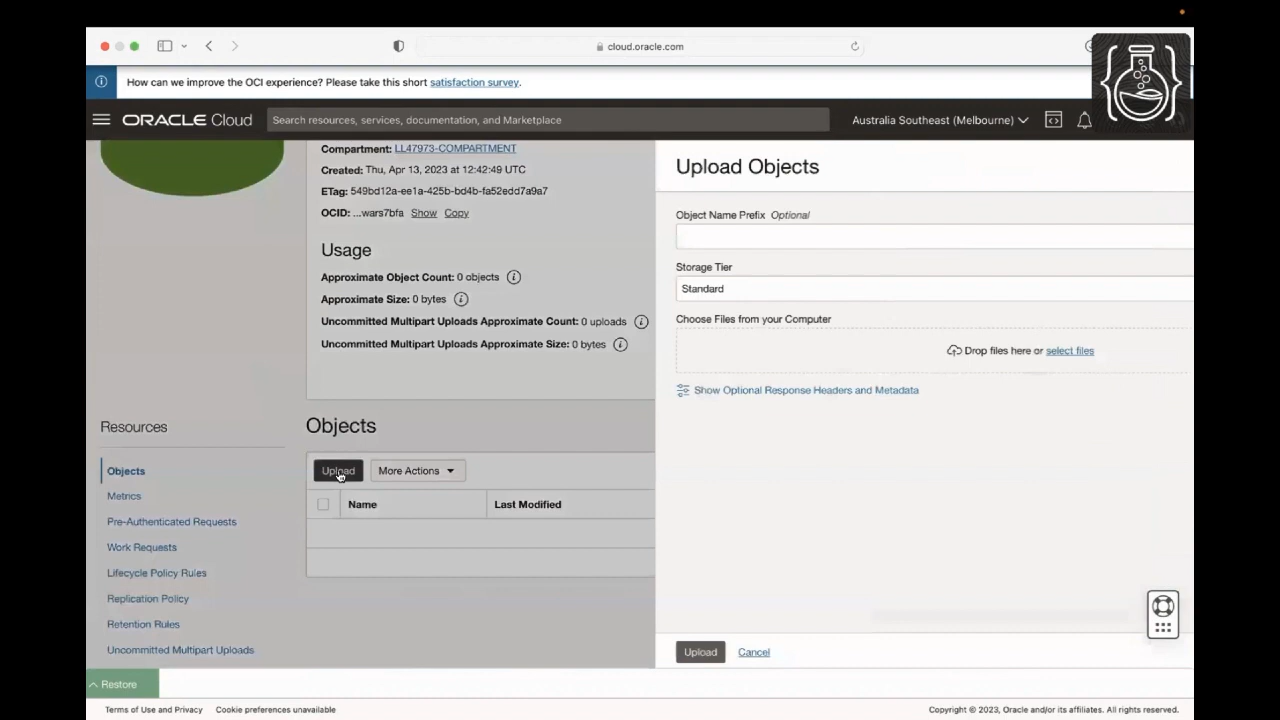 cloud.oracle.com
How can we improve the OCI experience? Please take this short satisfaction survey.
ORACLE Cloud
Search resources, services, documentation, and Marketplace
Australia Southeast (Melbourne)
Compartment: LL47973-COMPARTMENT
Created: Thu, Apr 13, 2023 at 12:42:49 UTC
ETag: 549bd12a-ee1a-425b-bd4b-fa52edd7a9a7
OCID: ...wars7bfa Show Copy
Usage
Approximate Object Count: 0 objects
Approximate Size: 0 bytes
Uncommitted Multipart Uploads Approximate Count: 0 uploads
Uncommitted Multipart Uploads Approximate Size: 0 bytes
Resources
Objects
Metrics
Pre-Authenticated Requests
Work Requests
Lifecycle Policy Rules
Replication Policy
Retention Rules
Uncommitted Multipart Uploads
Objects
Upload More Actions
Name Last Modified
Upload Objects
Object Name Prefix Optional
Storage Tier
Standard
Choose Files from your Computer
Drop files here or select files
Show Optional Response Headers and Metadata
Upload Cancel
Restore
Terms of Use and Privacy Cookie preferences unavailable
Copyright © 2023, Oracle and/or its affiliates. All rights reserved.